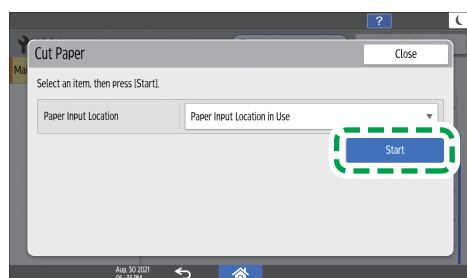 ?
Cut Paper
Close
Mai
Select an item, then press [Start].
Paper Input Location
Paper Input Location in Use
Start
Aug. 30 2021